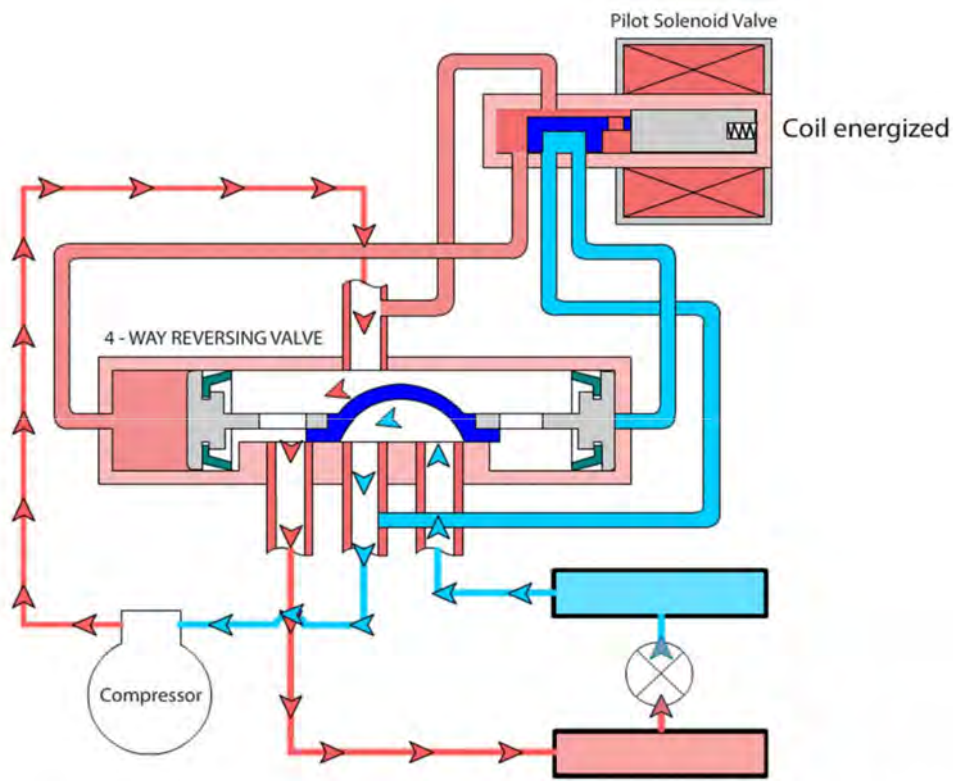 Pilot Solenoid Valve
Coil energized
4 - WAY REVERSING VALVE
Compressor